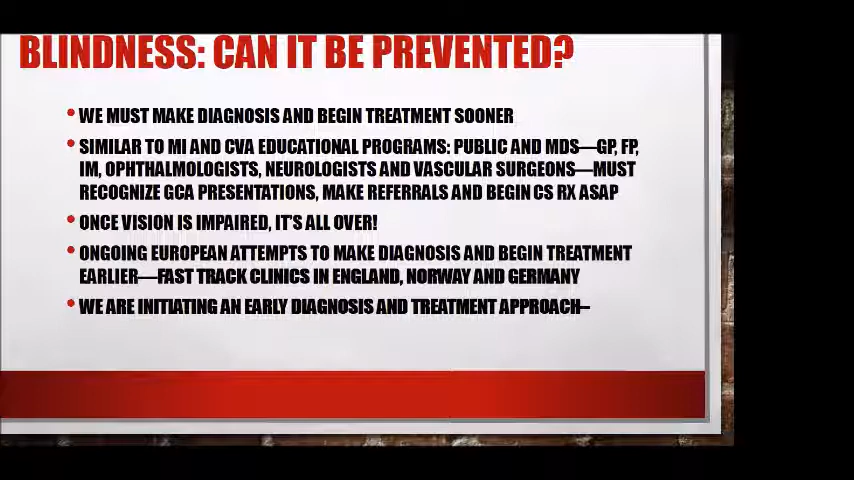 BLINDNESS: CAN IT BE PREVENTED?
• WE MUST MAKE DIAGNOSIS AND BEGIN TREATMENT SOONER
• SIMILAR TO MI AND CVA EDUCATIONAL PROGRAMS: PUBLIC AND MDS—GP, FP,
IM, OPHTHALMOLOGISTS, NEUROLOGISTS AND VASCULAR SURGEONS—MUST
RECOGNIZE GCA PRESENTATIONS, MAKE REFERRALS AND BEGIN CS RX ASAP
• ONCE VISION IS IMPAIRED, IT'S ALL OVER!
• ONGOING EUROPEAN ATTEMPTS TO MAKE DIAGNOSIS AND BEGIN TREATMENT
EARLIER—FAST TRACK CLINICS IN ENGLAND, NORWAY AND GERMANY
• WE ARE INITIATING AN EARLY DIAGNOSIS AND TREATMENT APPROACH–